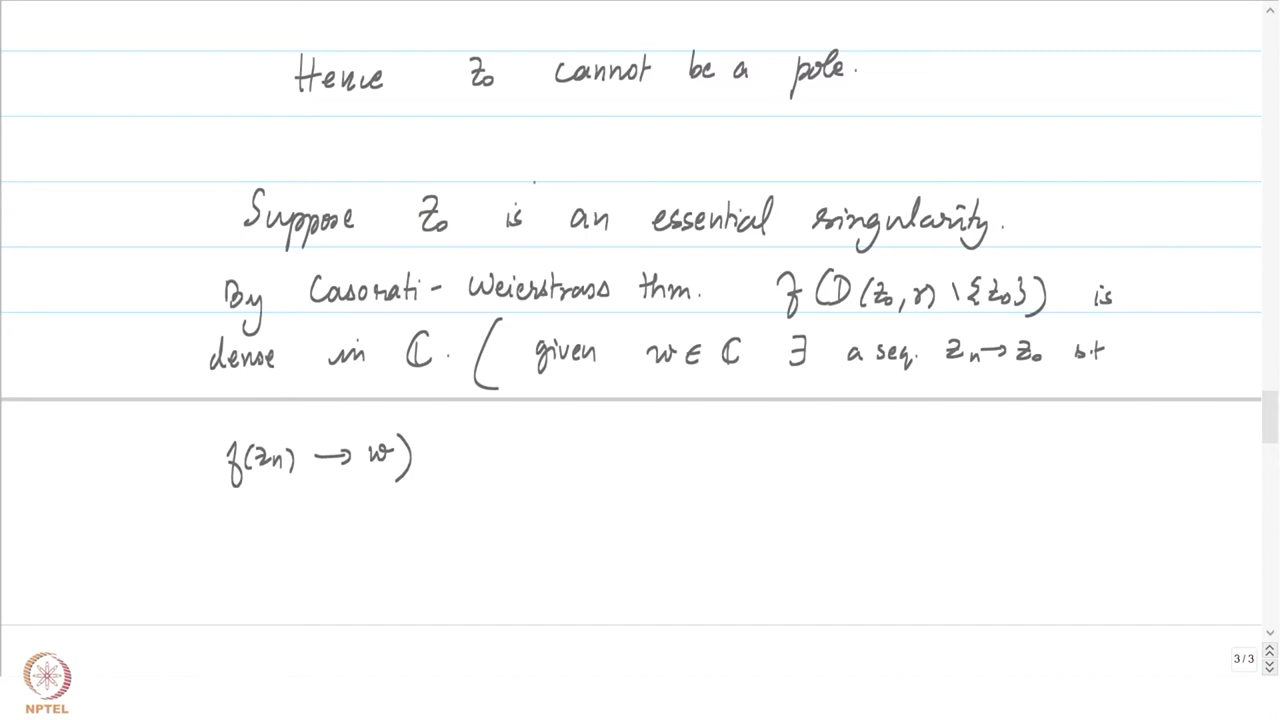 Hence z₀ cannot be a pole.
Suppose z₀ is an essential singularity.
By Casorati - Weierstrass thm. f(D(z₀, r) \ {z₀}) is
dense in ℂ. (given w ∈ ℂ ∃ a seq. zₙ → z₀ s.t
f(zₙ) → w)
3 / 3
NPTEL